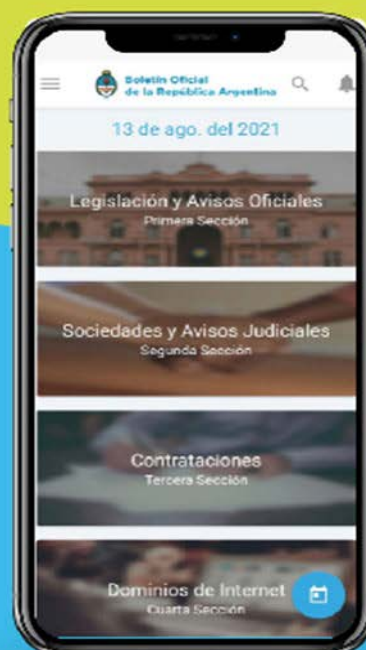 Boletín Oficial
de la República Argentina
13 de ago. del 2021
Legislación y Avisos Oficiales
Primera Sección
Sociedades y Avisos Judiciales
Segunda Sección
Contrataciones
Tercera Sección
Dominios de Internet
Cuarta Sección